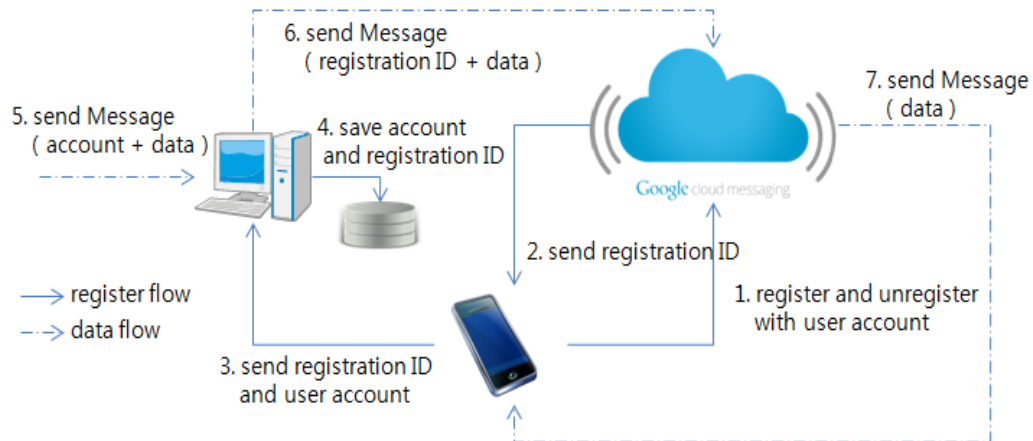 6. send Message
( registration ID + data )
7. send Message
( data )
5. send Message
( account + data )
4. save account
and registration ID
Google cloud messaging
2. send registration ID
register flow
data flow
1. register and unregister
with user account
3. send registration ID
and user account